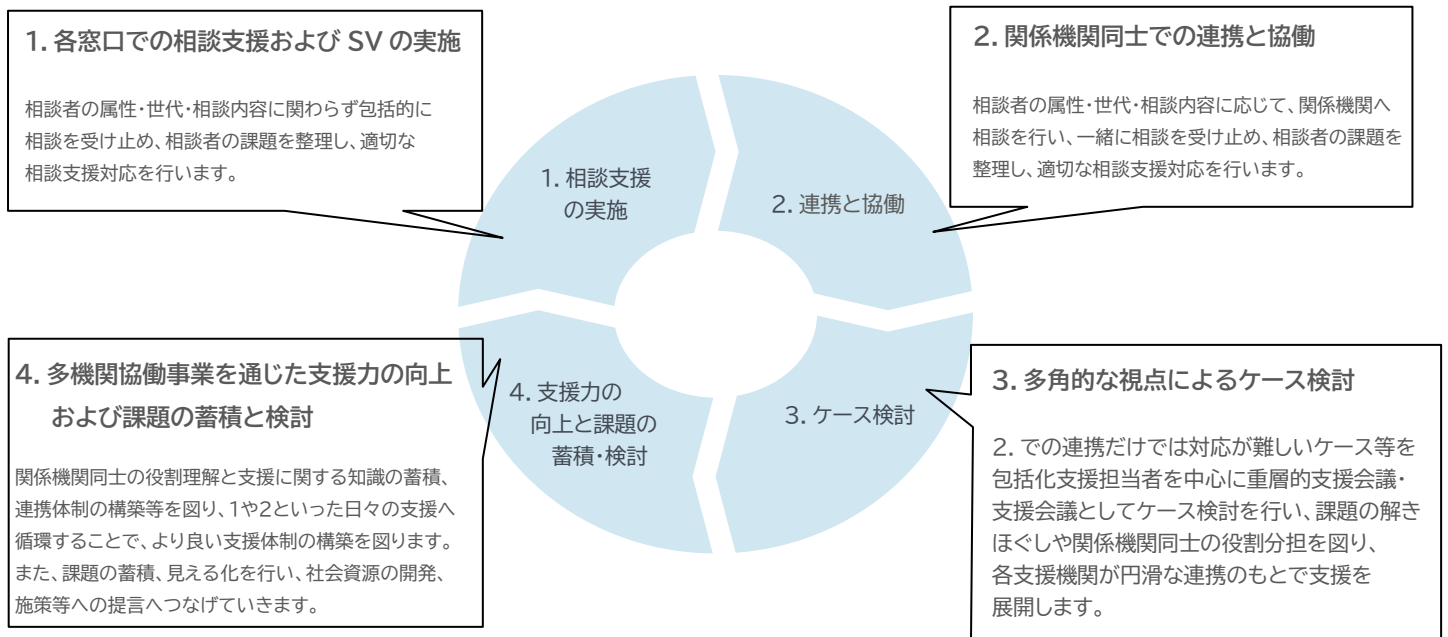 1. 各窓口での相談支援および SV の実施
相談者の属性・世代・相談内容に関わらず包括的に
相談を受け止め、相談者の課題を整理し、適切な
相談支援対応を行います。
2. 関係機関同士での連携と協働
相談者の属性・世代・相談内容に応じて、関係機関へ
相談を行い、一緒に相談を受け止め、相談者の課題を
整理し、適切な相談支援対応を行います。
1. 相談支援
の実施
2. 連携と協働
3. ケース検討
4. 支援力の
向上と課題の
蓄積・検討
4. 多機関協働事業を通じた支援力の向上
および課題の蓄積と検討
関係機関同士の役割理解と支援に関する知識の蓄積、
連携体制の構築等を図り、1や2といった日々の支援へ
循環することで、より良い支援体制の構築を図ります。
また、課題の蓄積、見える化を行い、社会資源の開発、
施策等への提言へつなげていきます。
3. 多角的な視点によるケース検討
2. での連携だけでは対応が難しいケース等を
包括化支援担当者を中心に重層的支援会議・
支援会議としてケース検討を行い、課題の解き
ほぐしや関係機関同士の役割分担を図り、
各支援機関が円滑な連携のもとで支援を
展開します。